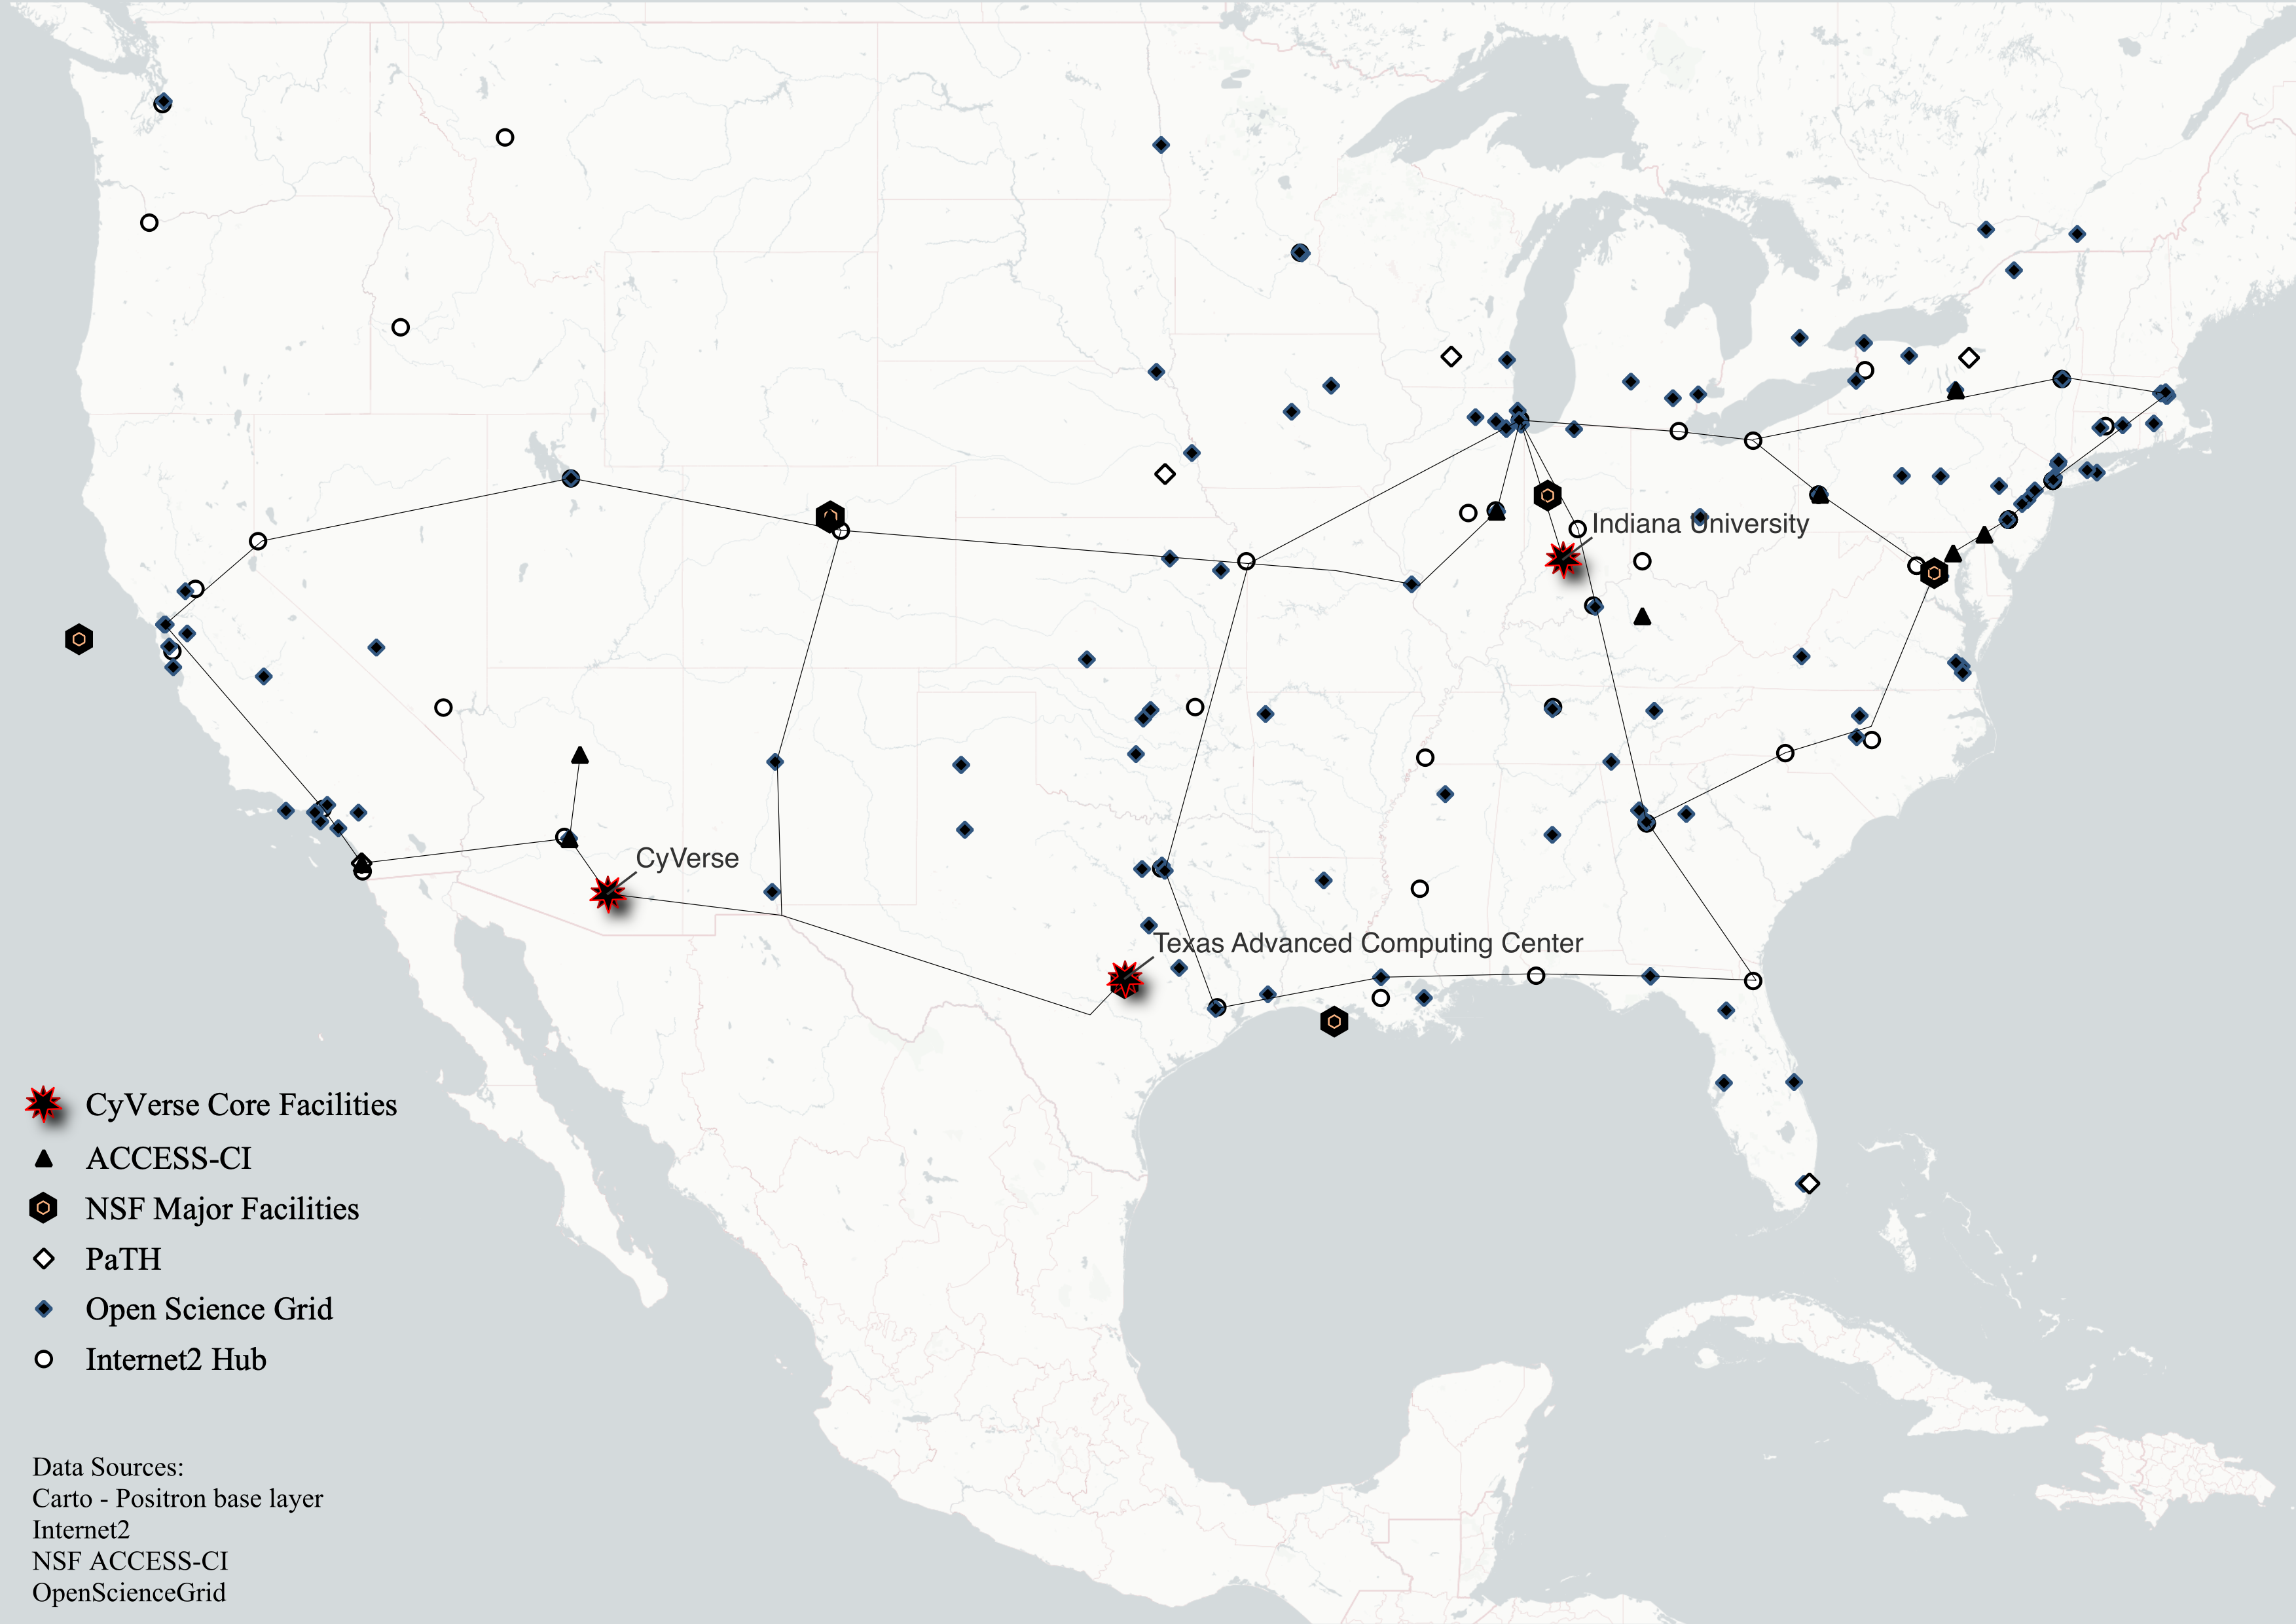 Indiana University
CyVerse
Texas Advanced Computing Center
CyVerse Core Facilities
ACCESS-CI
NSF Major Facilities
PaTH
Open Science Grid
Internet2 Hub
Data Sources:
Carto - Positron base layer
Internet2
NSF ACCESS-CI
OpenScienceGrid